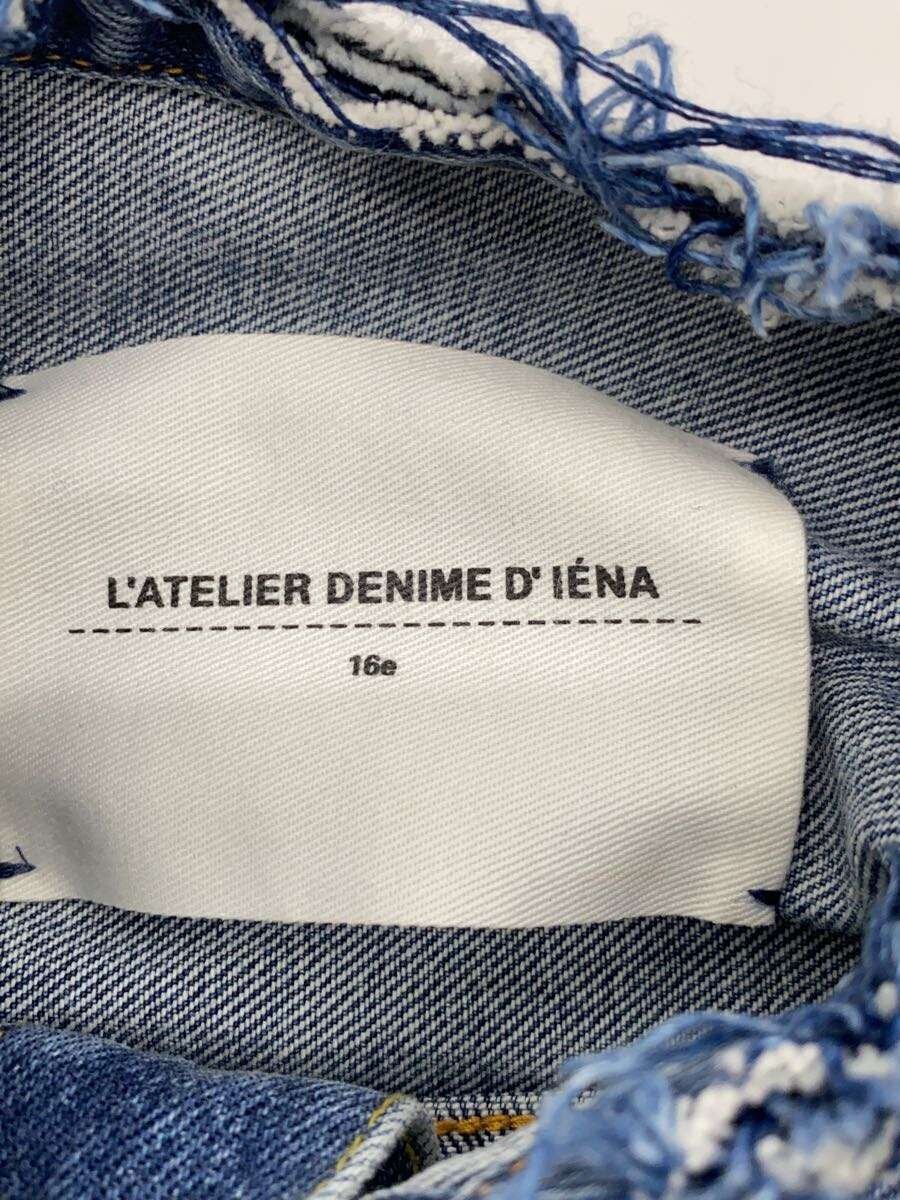 L'ATELIER DENIME D' IÉNA
16e